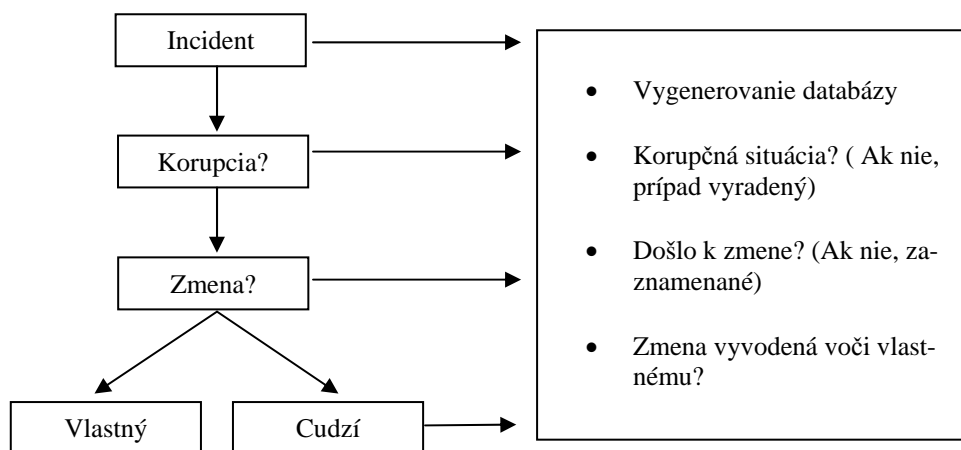 Incident
Korupcia?
Zmena?
Vlastný
Cudzí
• Vygenerovanie databázy
• Korupčná situácia? ( Ak nie,
prípad vyradený)
• Došlo k zmene? (Ak nie, za-
znamenané)
• Zmena vyvodená voči vlast-
nému?